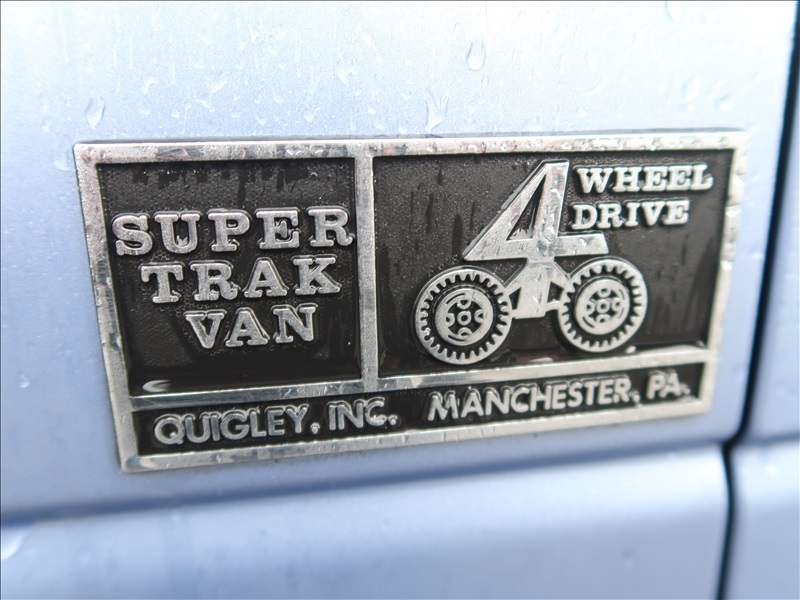 SUPER
TRAK
VAN
4 WHEEL
DRIVE
QUIGLEY, INC. MANCHESTER, PA.